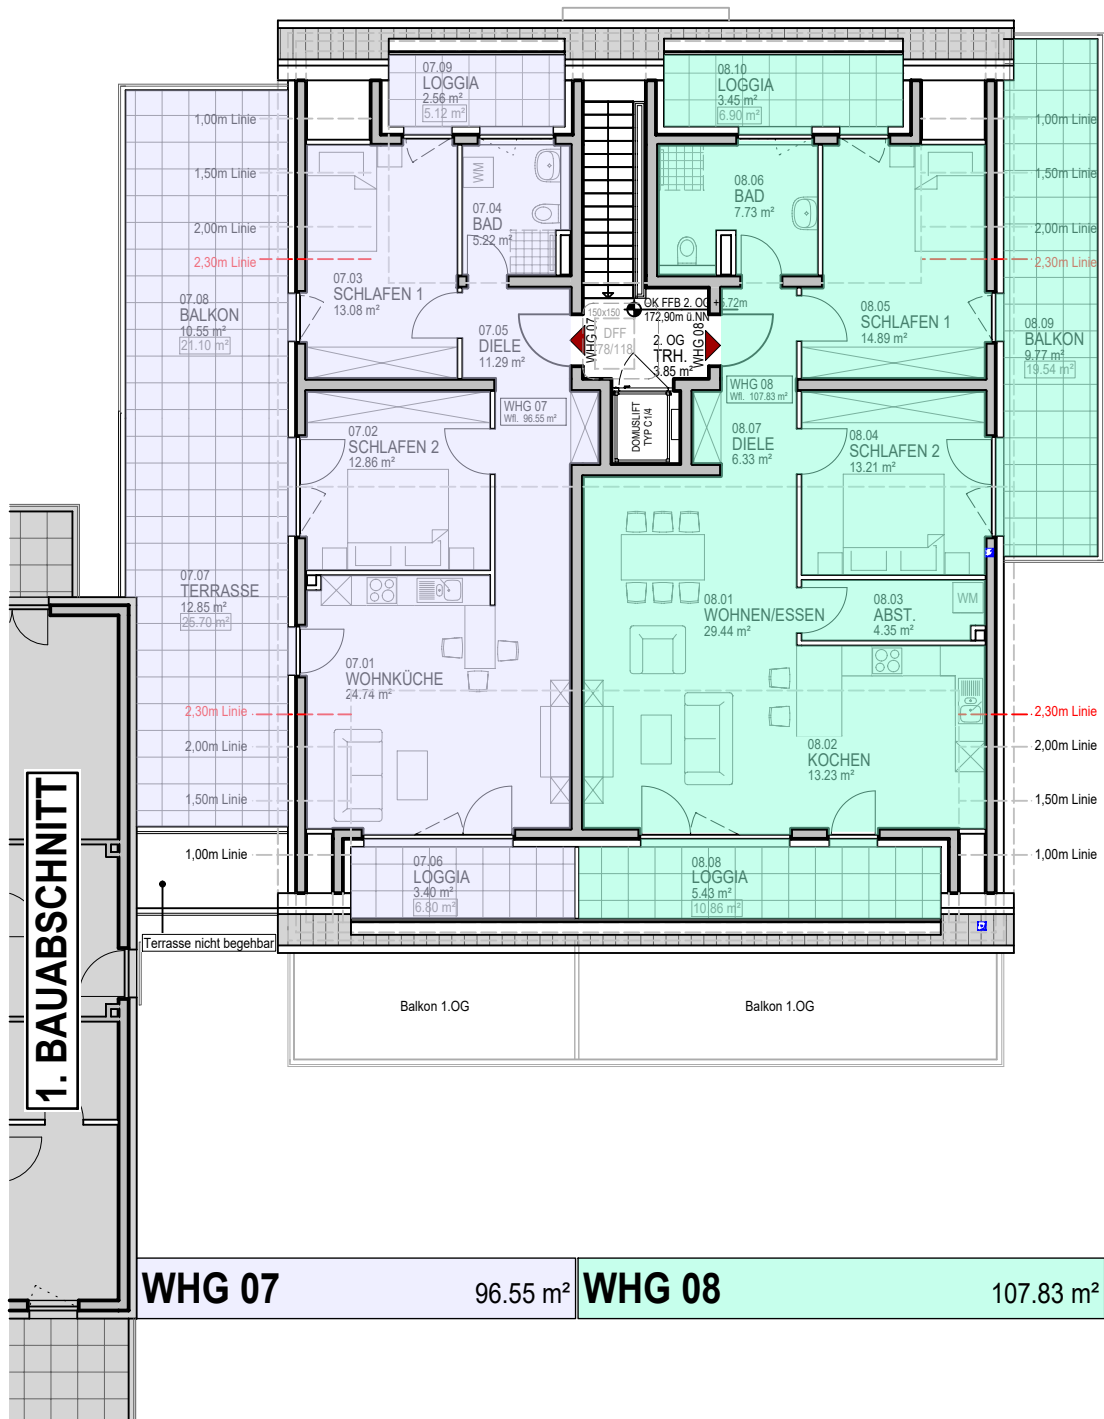 07.09
LOGGIA
2.56 m²
5.12 m²
08.10
LOGGIA
3.45 m²
6.90 m²
1,00m Linie
1,00m Linie
1,50m Linie
1,50m Linie
2,00m Linie
2,00m Linie
2,30m Linie
2,30m Linie
WM
07.04
BAD
5.22 m²
08.06
BAD
7.73 m²
07.03
SCHLAFEN 1
13.08 m²
07.08
BALKON
10.55 m²
21.10 m²
07.05
DIELE
11.29 m²
150x150
DFF
78/118
WHG 07
OK FFB 2. OG +5.72m
172,90m ü.NN
2. OG
TRH.
3.85 m²
WHG 08
08.05
SCHLAFEN 1
14.89 m²
08.09
BALKON
9.77 m²
19.54 m²
WHG 07
Wfl. 96.55 m²
WHG 08
Wfl. 107.83 m²
DOMUSLIFT
TYP C1/4
07.02
SCHLAFEN 2
12.86 m²
08.07
DIELE
6.33 m²
08.04
SCHLAFEN 2
13.21 m²
07.07
TERRASSE
12.85 m²
25.70 m²
08.01
WOHNEN/ESSEN
29.44 m²
08.03
ABST.
4.35 m²
WM
07.01
WOHNKÜCHE
24.74 m²
2,30m Linie
2,30m Linie
2,00m Linie
2,00m Linie
08.02
KOCHEN
13.23 m²
1,50m Linie
1,50m Linie
1,00m Linie
1,00m Linie
07.06
LOGGIA
3.40 m²
6.80 m²
08.08
LOGGIA
5.43 m²
10.86 m²
Terrasse nicht begehbar
1. BAUABSCHNITT
Balkon 1.OG
Balkon 1.OG
WHG 07 96.55 m²
WHG 08 107.83 m²